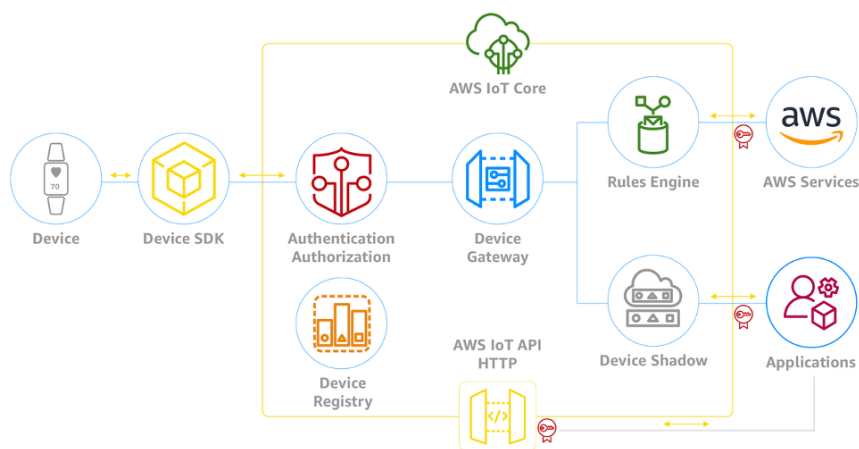 AWS IoT Core
70
Device
Device SDK
Authentication
Authorization
Device
Gateway
Rules Engine
aws
AWS Services
Device
Registry
AWS IoT API
HTTP
</>
Device Shadow
Applications